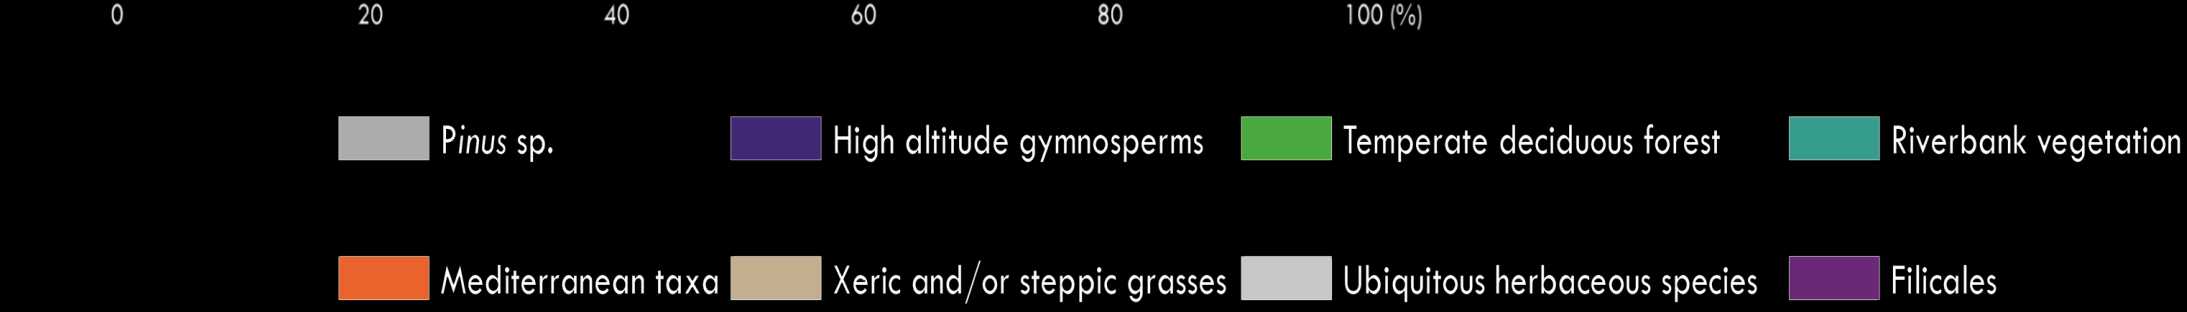 0 20 40 60 80 100 (%)
Pinus sp. High altitude gymnosperms Temperate deciduous forest Riverbank vegetation
Mediterranean taxa Xeric and/or steppic grasses Ubiquitous herbaceous species Filicales